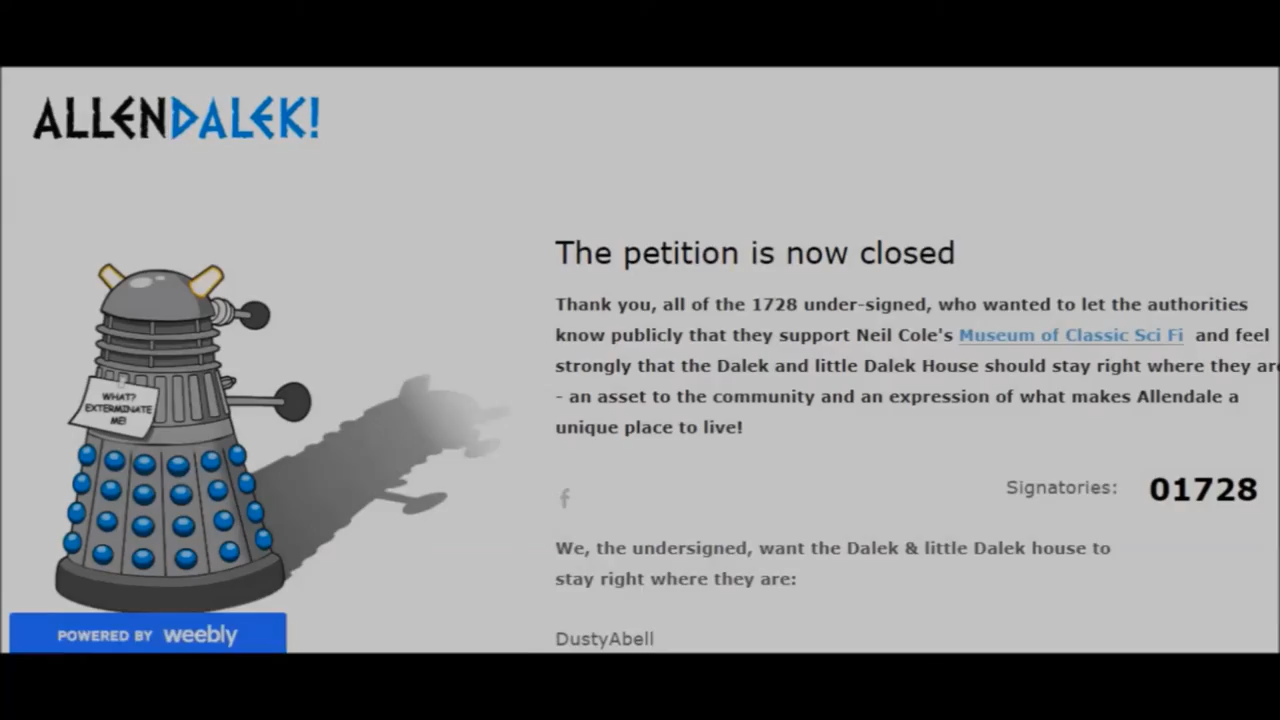 ALLENDALEK!
WHAT?
EXTERMINATE
ME!
The petition is now closed
Thank you, all of the 1728 under-signed, who wanted to let the authorities
know publicly that they support Neil Cole's Museum of Classic Sci Fi and feel
strongly that the Dalek and little Dalek House should stay right where they are
- an asset to the community and an expression of what makes Allendale a
unique place to live!
f
Signatories: 01728
We, the undersigned, want the Dalek & little Dalek house to
stay right where they are:
POWERED BY weebly
DustyAbell